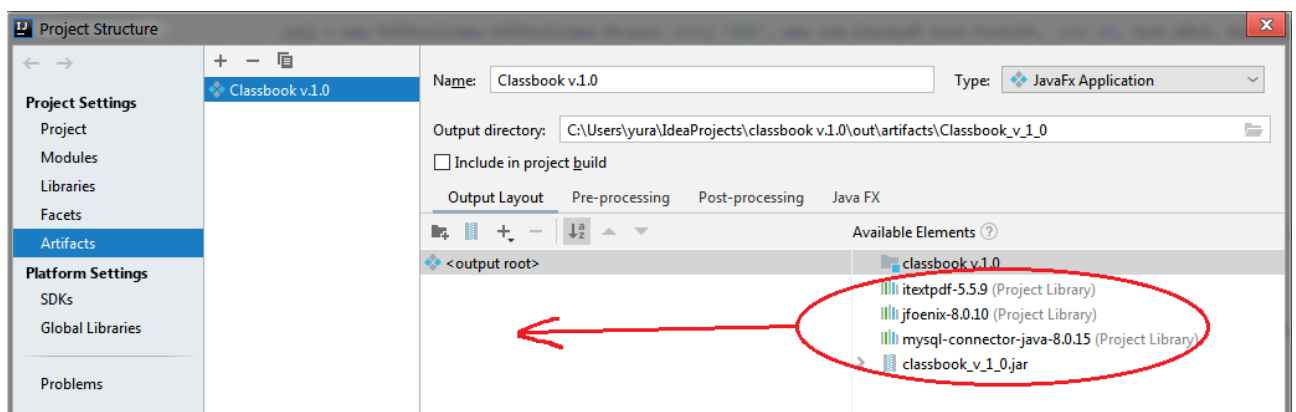 Project Structure
Project Settings
Project
Modules
Libraries
Facets
Artifacts
Platform Settings
SDKs
Global Libraries
Problems
Classbook v.1.0
Name: Classbook v.1.0 Type: JavaFx Application
Output directory: C:\Users\yura\IdeaProjects\classbook v.1.0\out\artifacts\Classbook_v_1_0
Include in project build
Output Layout Pre-processing Post-processing Java FX
Available Elements ?
<output root>
classbook v.1.0
itextpdf-5.5.9 (Project Library)
jfoenix-8.0.10 (Project Library)
mysql-connector-java-8.0.15 (Project Library)
classbook_v_1_0.jar